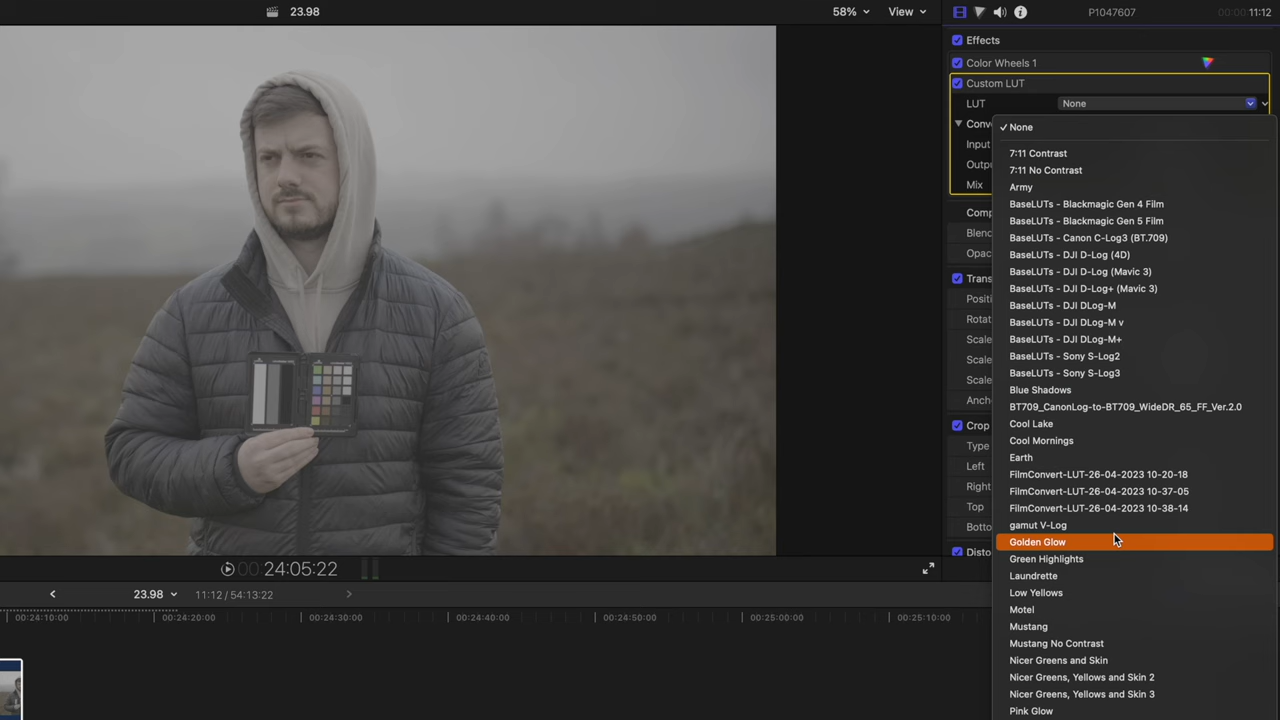 23.98
58%
View
P1047607
00:00:11:12
Effects
Color Wheels 1
Custom LUT
LUT
None
Conv
Input
Outpu
Mix
Comp
Blend
Opac
Trans
Positi
Rotat
Scale
Scale
Scale
Ancho
Crop
Type
Left
Right
Top
Botto
Disto
None
7:11 Contrast
7:11 No Contrast
Army
BaseLUTs - Blackmagic Gen 4 Film
BaseLUTs - Blackmagic Gen 5 Film
BaseLUTs - Canon C-Log3 (BT.709)
BaseLUTs - DJI D-Log (4D)
BaseLUTs - DJI D-Log (Mavic 3)
BaseLUTs - DJI D-Log+ (Mavic 3)
BaseLUTs - DJI DLog-M
BaseLUTs - DJI DLog-M v
BaseLUTs - DJI DLog-M+
BaseLUTs - Sony S-Log2
BaseLUTs - Sony S-Log3
Blue Shadows
BT709_CanonLog-to-BT709_WideDR_65_FF_Ver.2.0
Cool Lake
Cool Mornings
Earth
FilmConvert-LUT-26-04-2023 10-20-18
FilmConvert-LUT-26-04-2023 10-37-05
FilmConvert-LUT-26-04-2023 10-38-14
gamut V-Log
Golden Glow
Green Highlights
Laundrette
Low Yellows
Motel
Mustang
Mustang No Contrast
Nicer Greens and Skin
Nicer Greens, Yellows and Skin 2
Nicer Greens, Yellows and Skin 3
Pink Glow
00:24:05:22
23.98
11:12 / 54:13:22
00:24:10:00
00:24:20:00
00:24:30:00
00:24:40:00
00:24:50:00
00:25:00:00
00:25:10:00